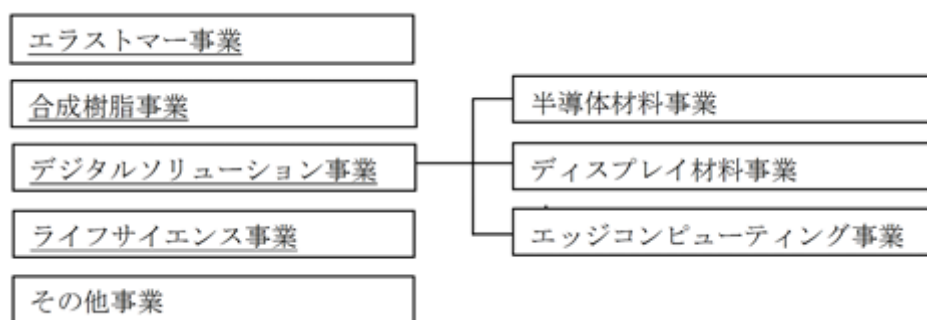 エラストマー事業
合成樹脂事業
デジタルソリューション事業
ライフサイエンス事業
その他事業
半導体材料事業
ディスプレイ材料事業
エッジコンピューティング事業